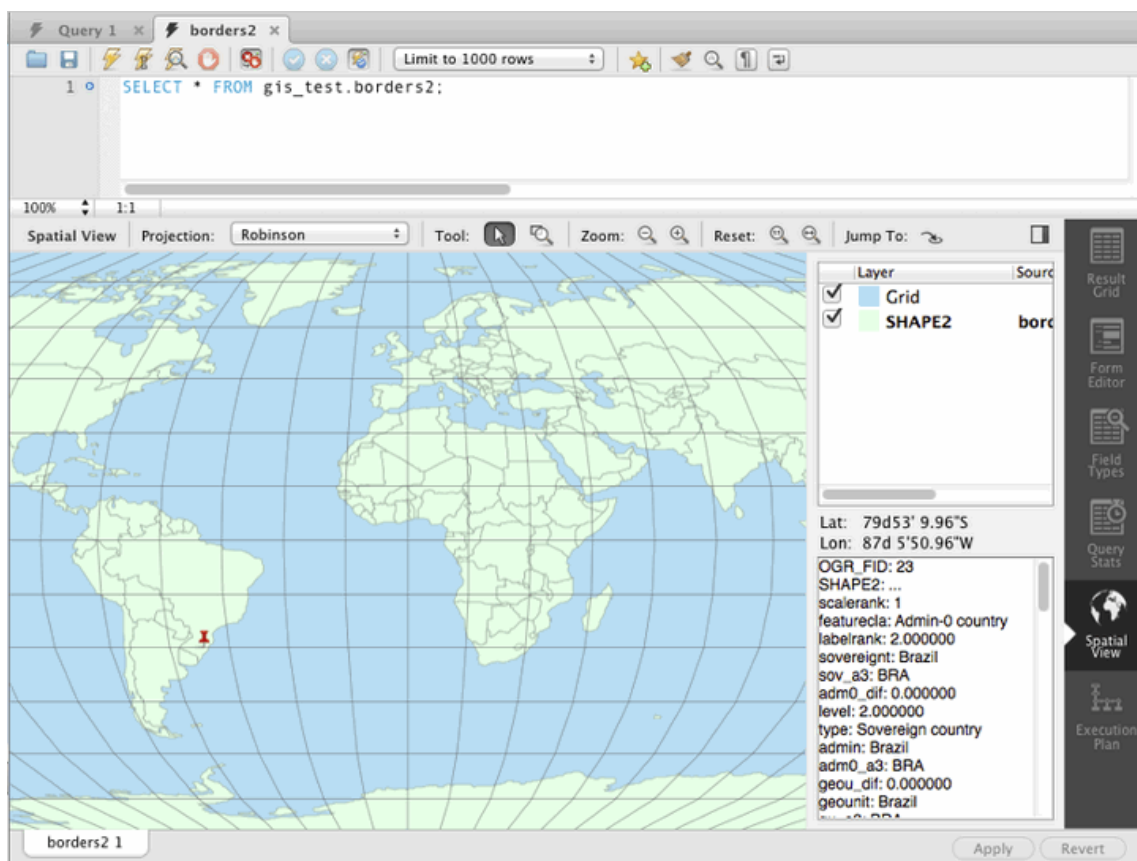 Query 1
borders2
Limit to 1000 rows
1
SELECT * FROM gis_test.borders2;
100%
1:1
Spatial View
Projection:
Robinson
Tool:
Zoom:
Reset:
Jump To:
Layer
Sourc
Grid
SHAPE2
bord
Lat: 79d53' 9.96"S
Lon: 87d 5'50.96"W
OGR_FID: 23
SHAPE2: ...
scalerank: 1
featurecla: Admin-0 country
labelrank: 2.000000
sovereignt: Brazil
sov_a3: BRA
adm0_dif: 0.000000
level: 2.000000
type: Sovereign country
admin: Brazil
adm0_a3: BRA
geou_dif: 0.000000
geounit: Brazil
Result
Grid
Form
Editor
Field
Types
Query
Stats
Spatial
View
Execution
Plan
borders2 1
Apply
Revert